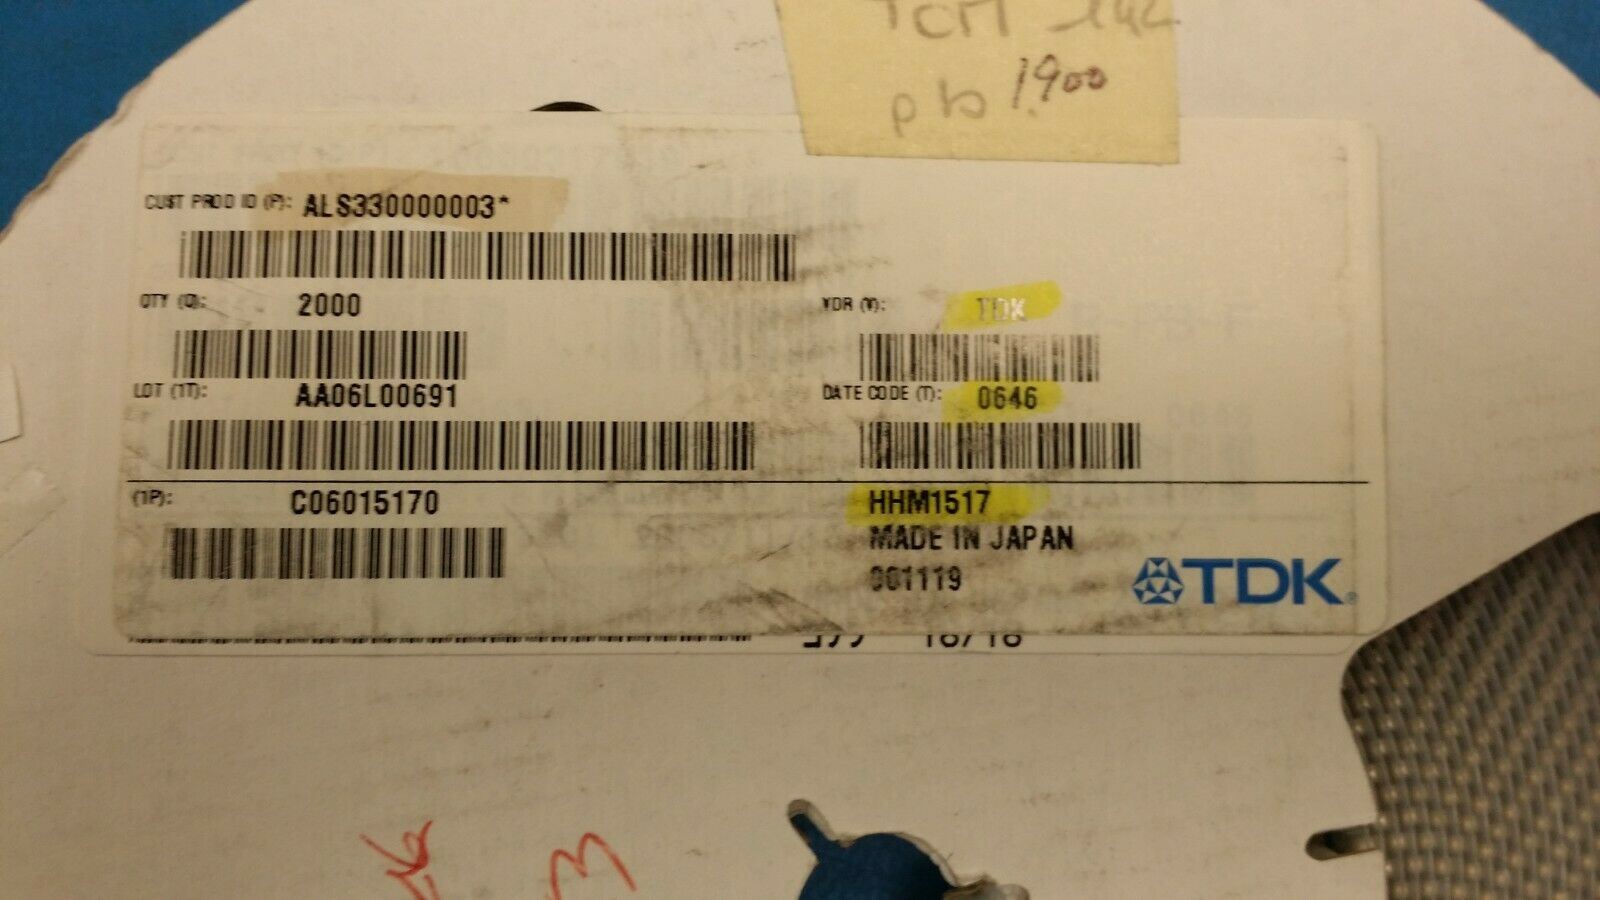 TCM
pb 1900
CUST PROD ID (P): ALS330000003*
QTY (Q): 2000
VDR (V): TDK
LOT (1T): AA06L00691
DATE CODE (T): 0646
(1P): C06015170
HHM1517
MADE IN JAPAN
001119
TDK